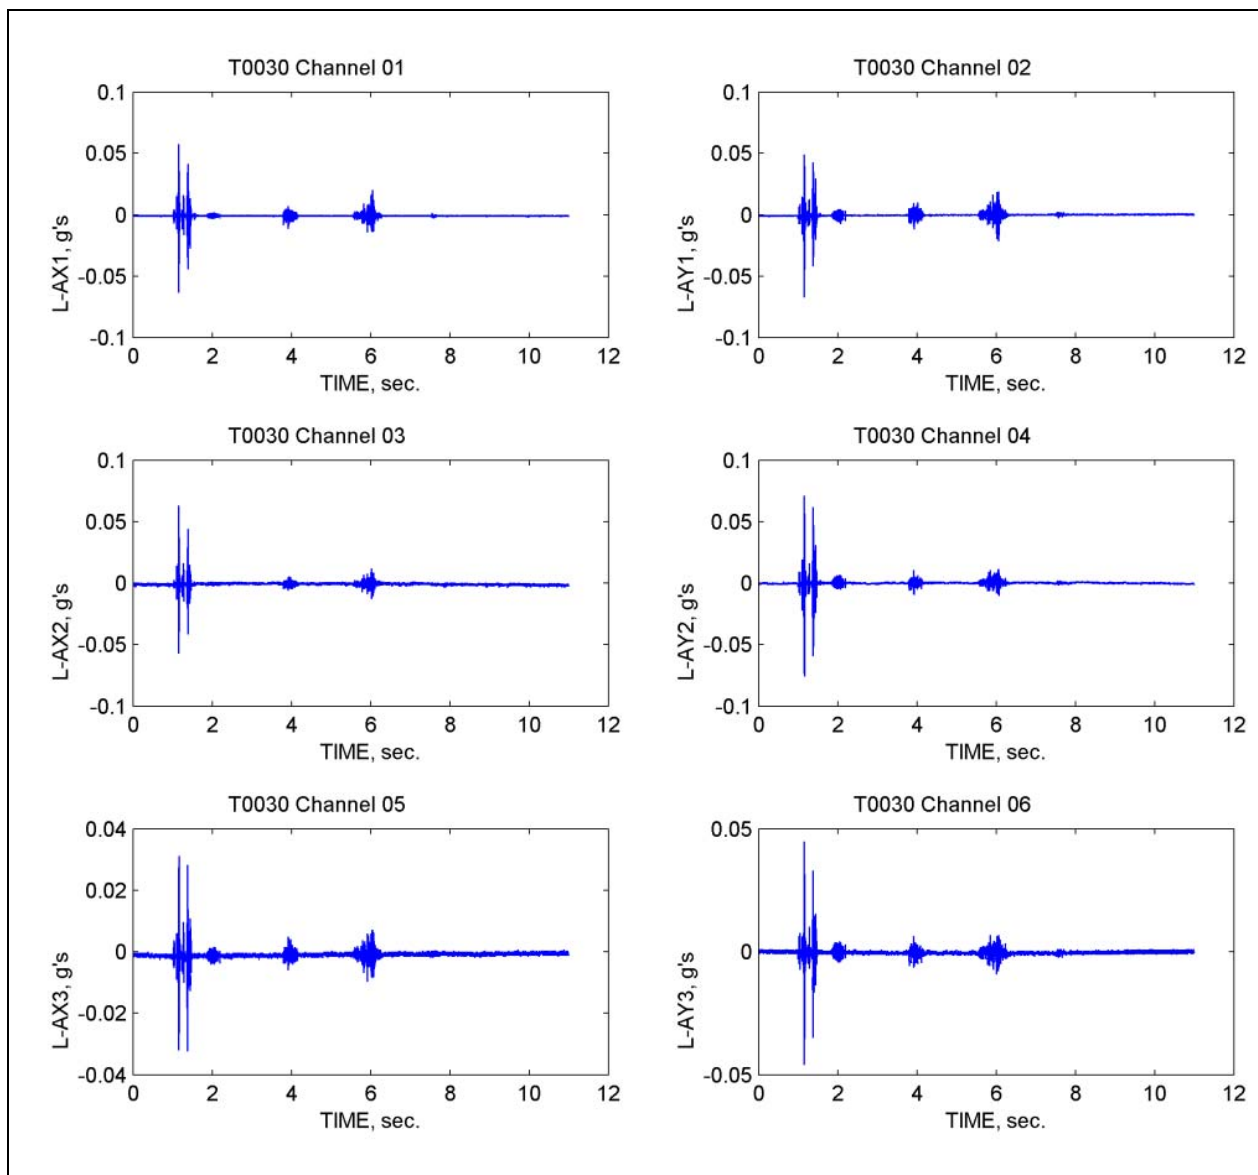 T0030 Channel 01
0.1
0.05
0
-0.05
-0.1
L-AX1, g's
0 2 4 6 8 10 12
TIME, sec.
T0030 Channel 02
0.1
0.05
0
-0.05
-0.1
L-AY1, g's
0 2 4 6 8 10 12
TIME, sec.
T0030 Channel 03
0.1
0.05
0
-0.05
-0.1
L-AX2, g's
0 2 4 6 8 10 12
TIME, sec.
T0030 Channel 04
0.1
0.05
0
-0.05
-0.1
L-AY2, g's
0 2 4 6 8 10 12
TIME, sec.
T0030 Channel 05
0.04
0.02
0
-0.02
-0.04
L-AX3, g's
0 2 4 6 8 10 12
TIME, sec.
T0030 Channel 06
0.05
0
-0.05
L-AY3, g's
0 2 4 6 8 10 12
TIME, sec.